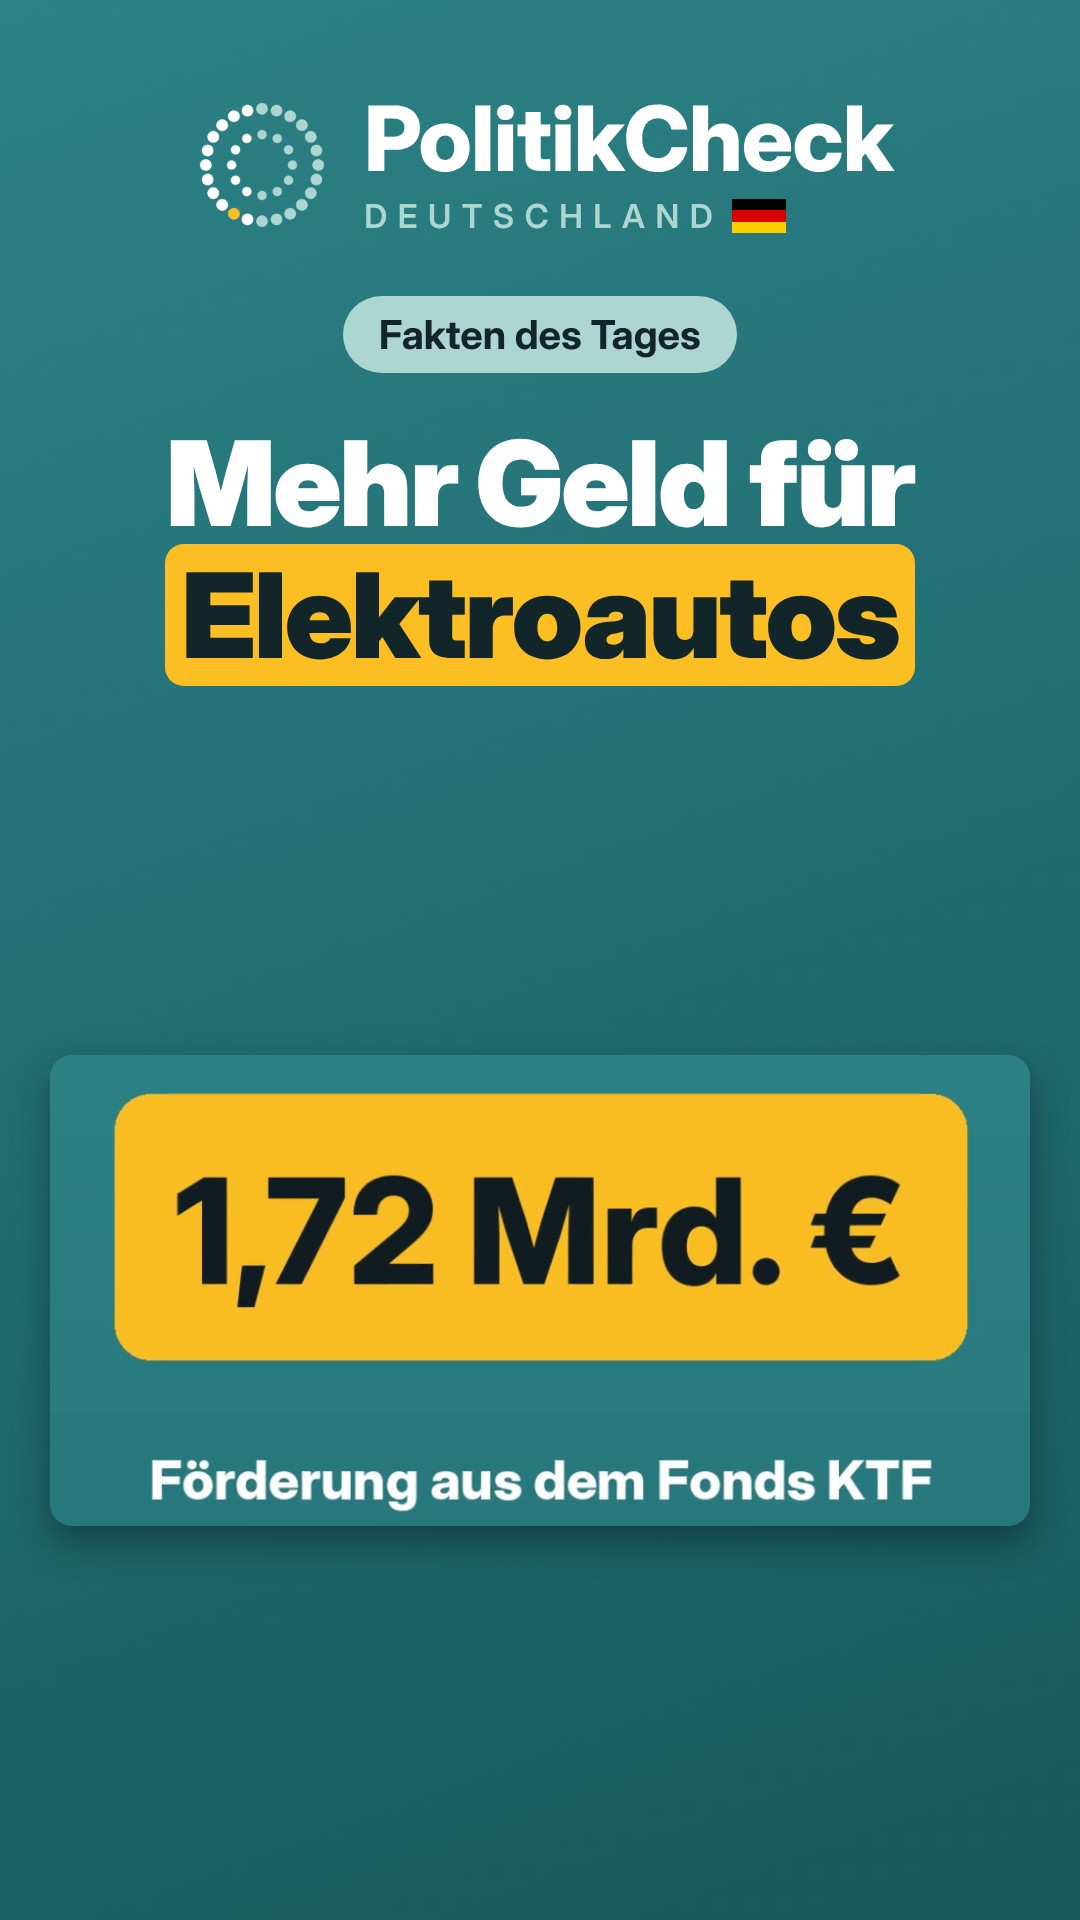 PolitikCheck
DEUTSCHLAND
Fakten des Tages
Mehr Geld für
Elektroautos
1,72 Mrd. €
Förderung aus dem Fonds KTF